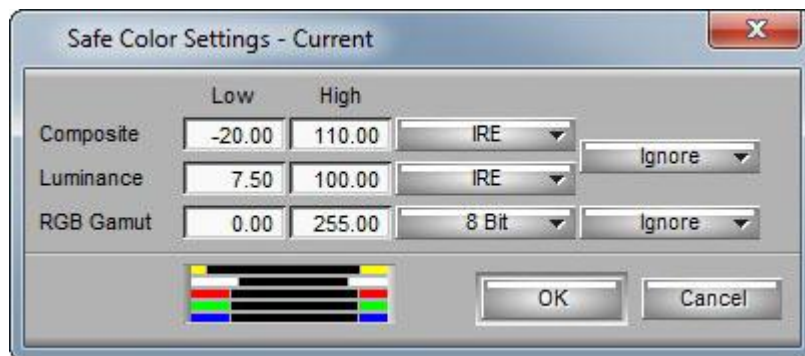 Safe Color Settings - Current
Low High
Composite -20.00 110.00 IRE Ignore
Luminance 7.50 100.00 IRE
RGB Gamut 0.00 255.00 8 Bit Ignore
OK Cancel